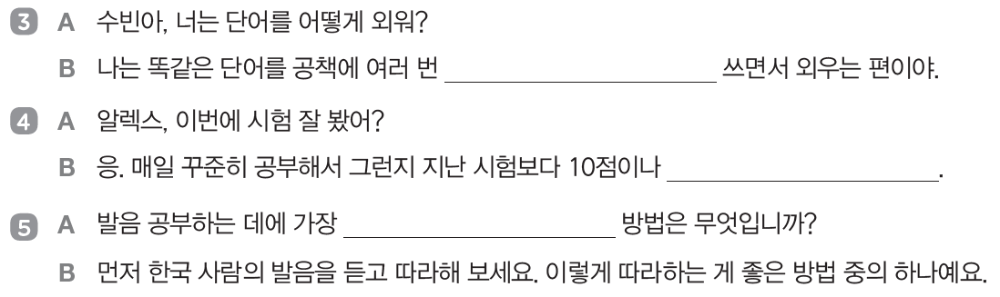 3 A 수빈아, 너는 단어를 어떻게 외워?
B 나는 똑같은 단어를 공책에 여러 번 ______________ 쓰면서 외우는 편이야.
4 A 알렉스, 이번에 시험 잘 봤어?
B 응. 매일 꾸준히 공부해서 그런지 지난 시험보다 10점이나 ______________.
5 A 발음 공부하는 데에 가장 ______________ 방법은 무엇입니까?
B 먼저 한국 사람의 발음을 듣고 따라해 보세요. 이렇게 따라하는 게 좋은 방법 중의 하나예요.